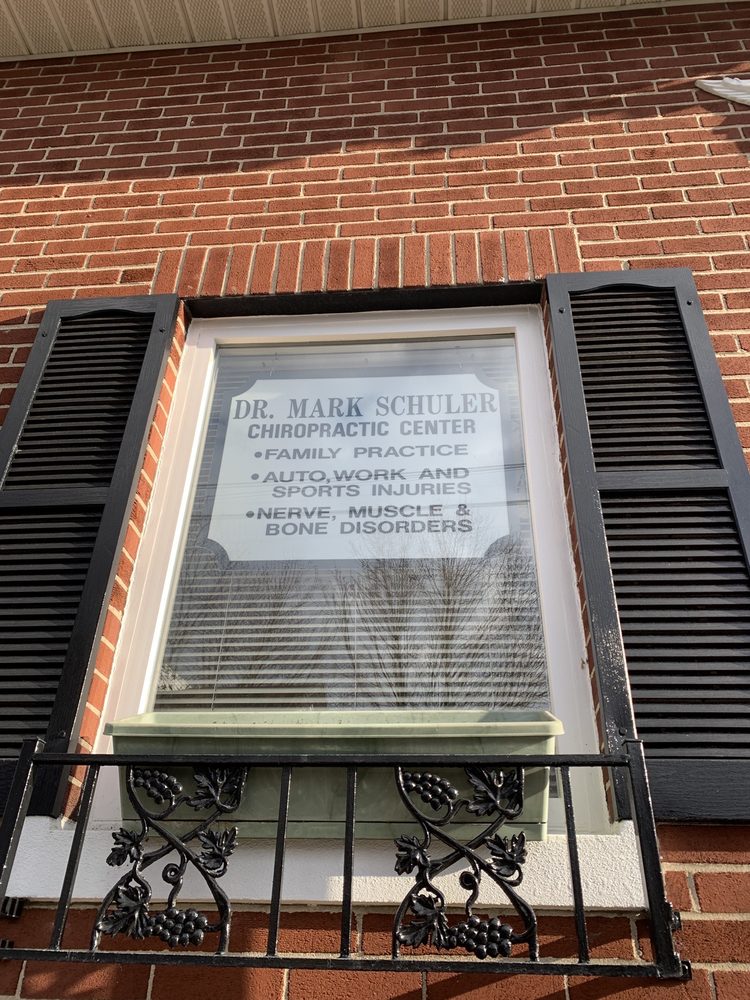 DR. MARK SCHULER
CHIROPRACTIC CENTER
•FAMILY PRACTICE
•AUTO, WORK AND
SPORTS INJURIES
•NERVE, MUSCLE &
BONE DISORDERS